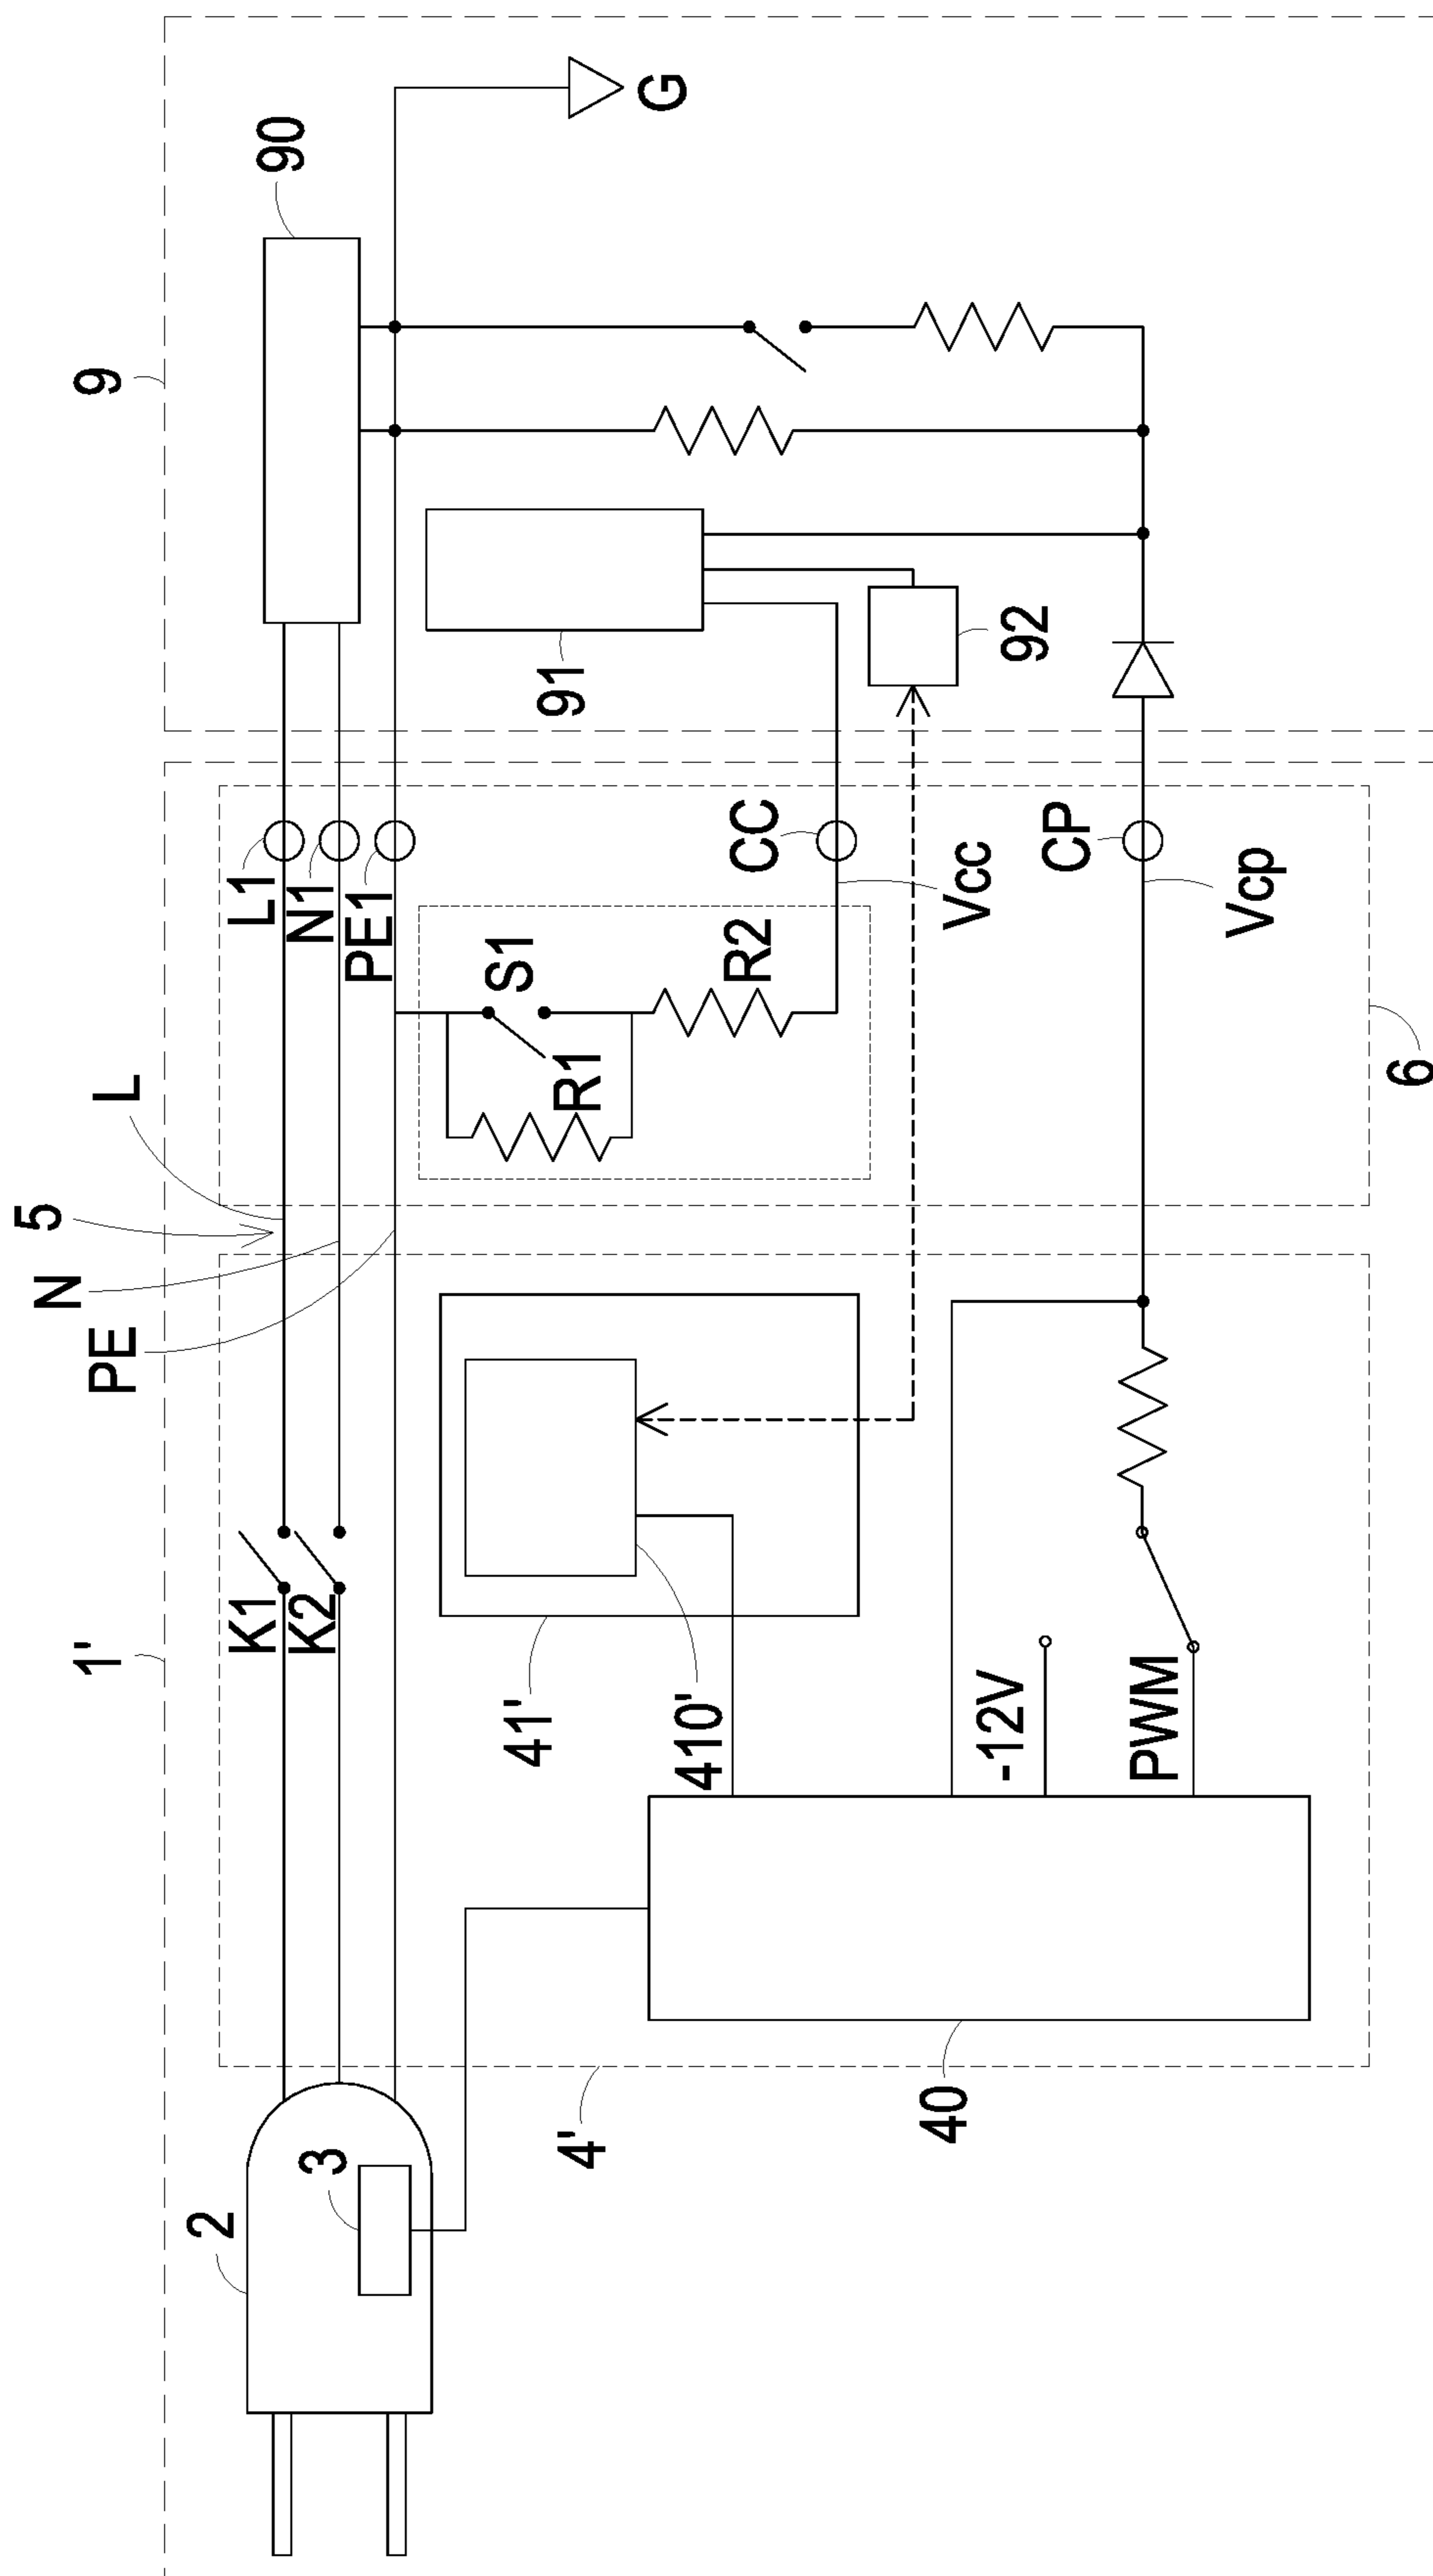 1'
9
L
5
N
PE
2
3
K1
K2
L1
N1
PE1
90
G
S1
R1
R2
91
92
CC
Vcc
CP
Vcp
41'
410'
-12V
PWM
4'
40
6